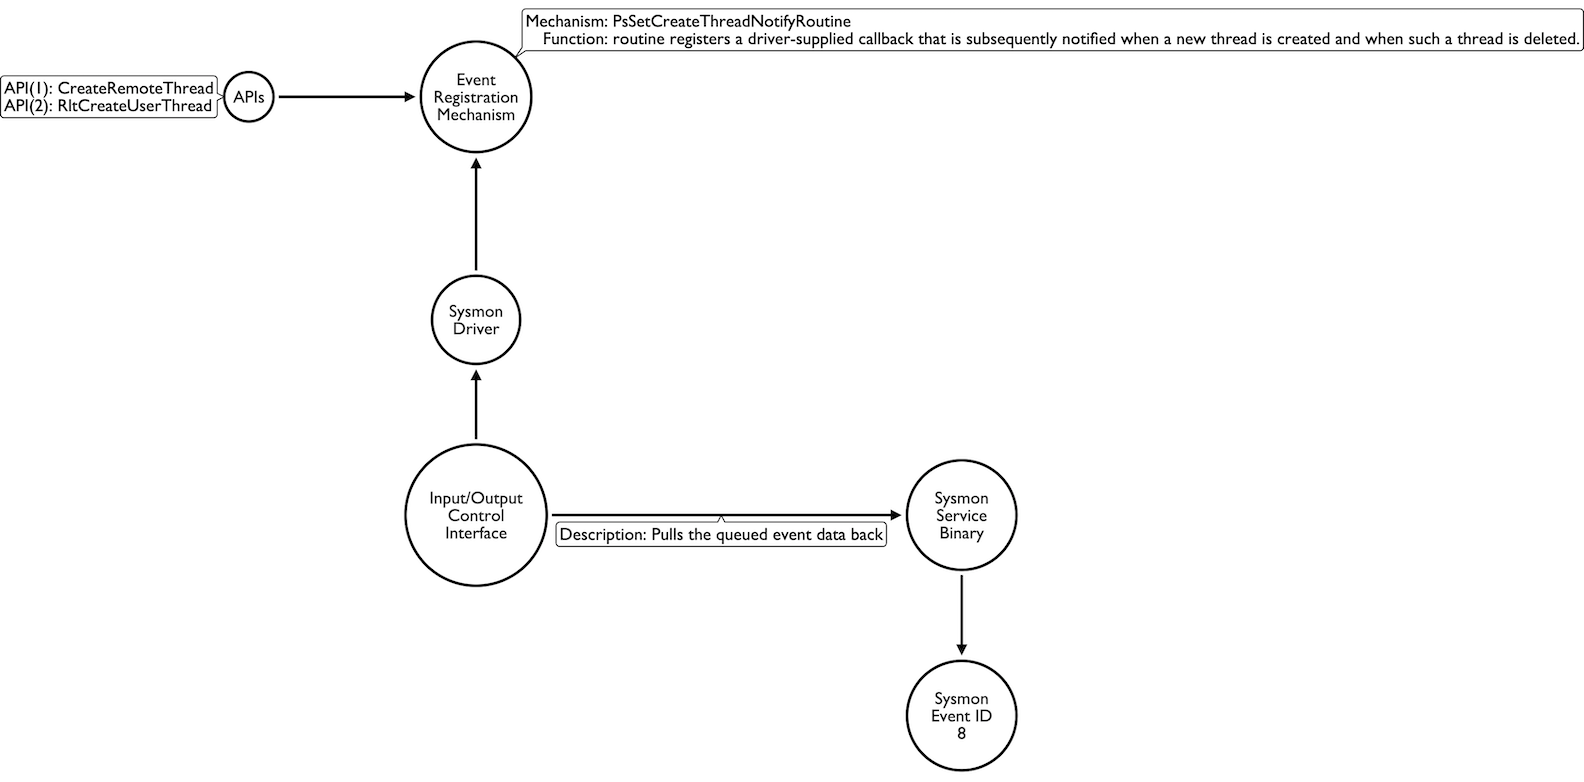 Mechanism: PsSetCreateThreadNotifyRoutine
Function: routine registers a driver-supplied callback that is subsequently notified when a new thread is created and when such a thread is deleted.
API(1): CreateRemoteThread
API(2): RltCreateUserThread
APIs
Event
Registration
Mechanism
Sysmon
Driver
Input/Output
Control
Interface
Description: Pulls the queued event data back
Sysmon
Service
Binary
Sysmon
Event ID
8